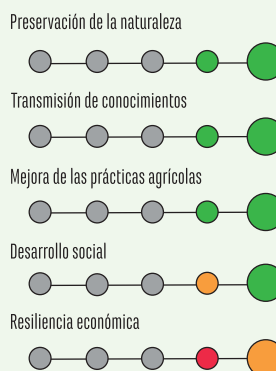 Preservación de la naturaleza
Transmisión de conocimientos
Mejora de las prácticas agrícolas
Desarrollo social
Resiliencia económica